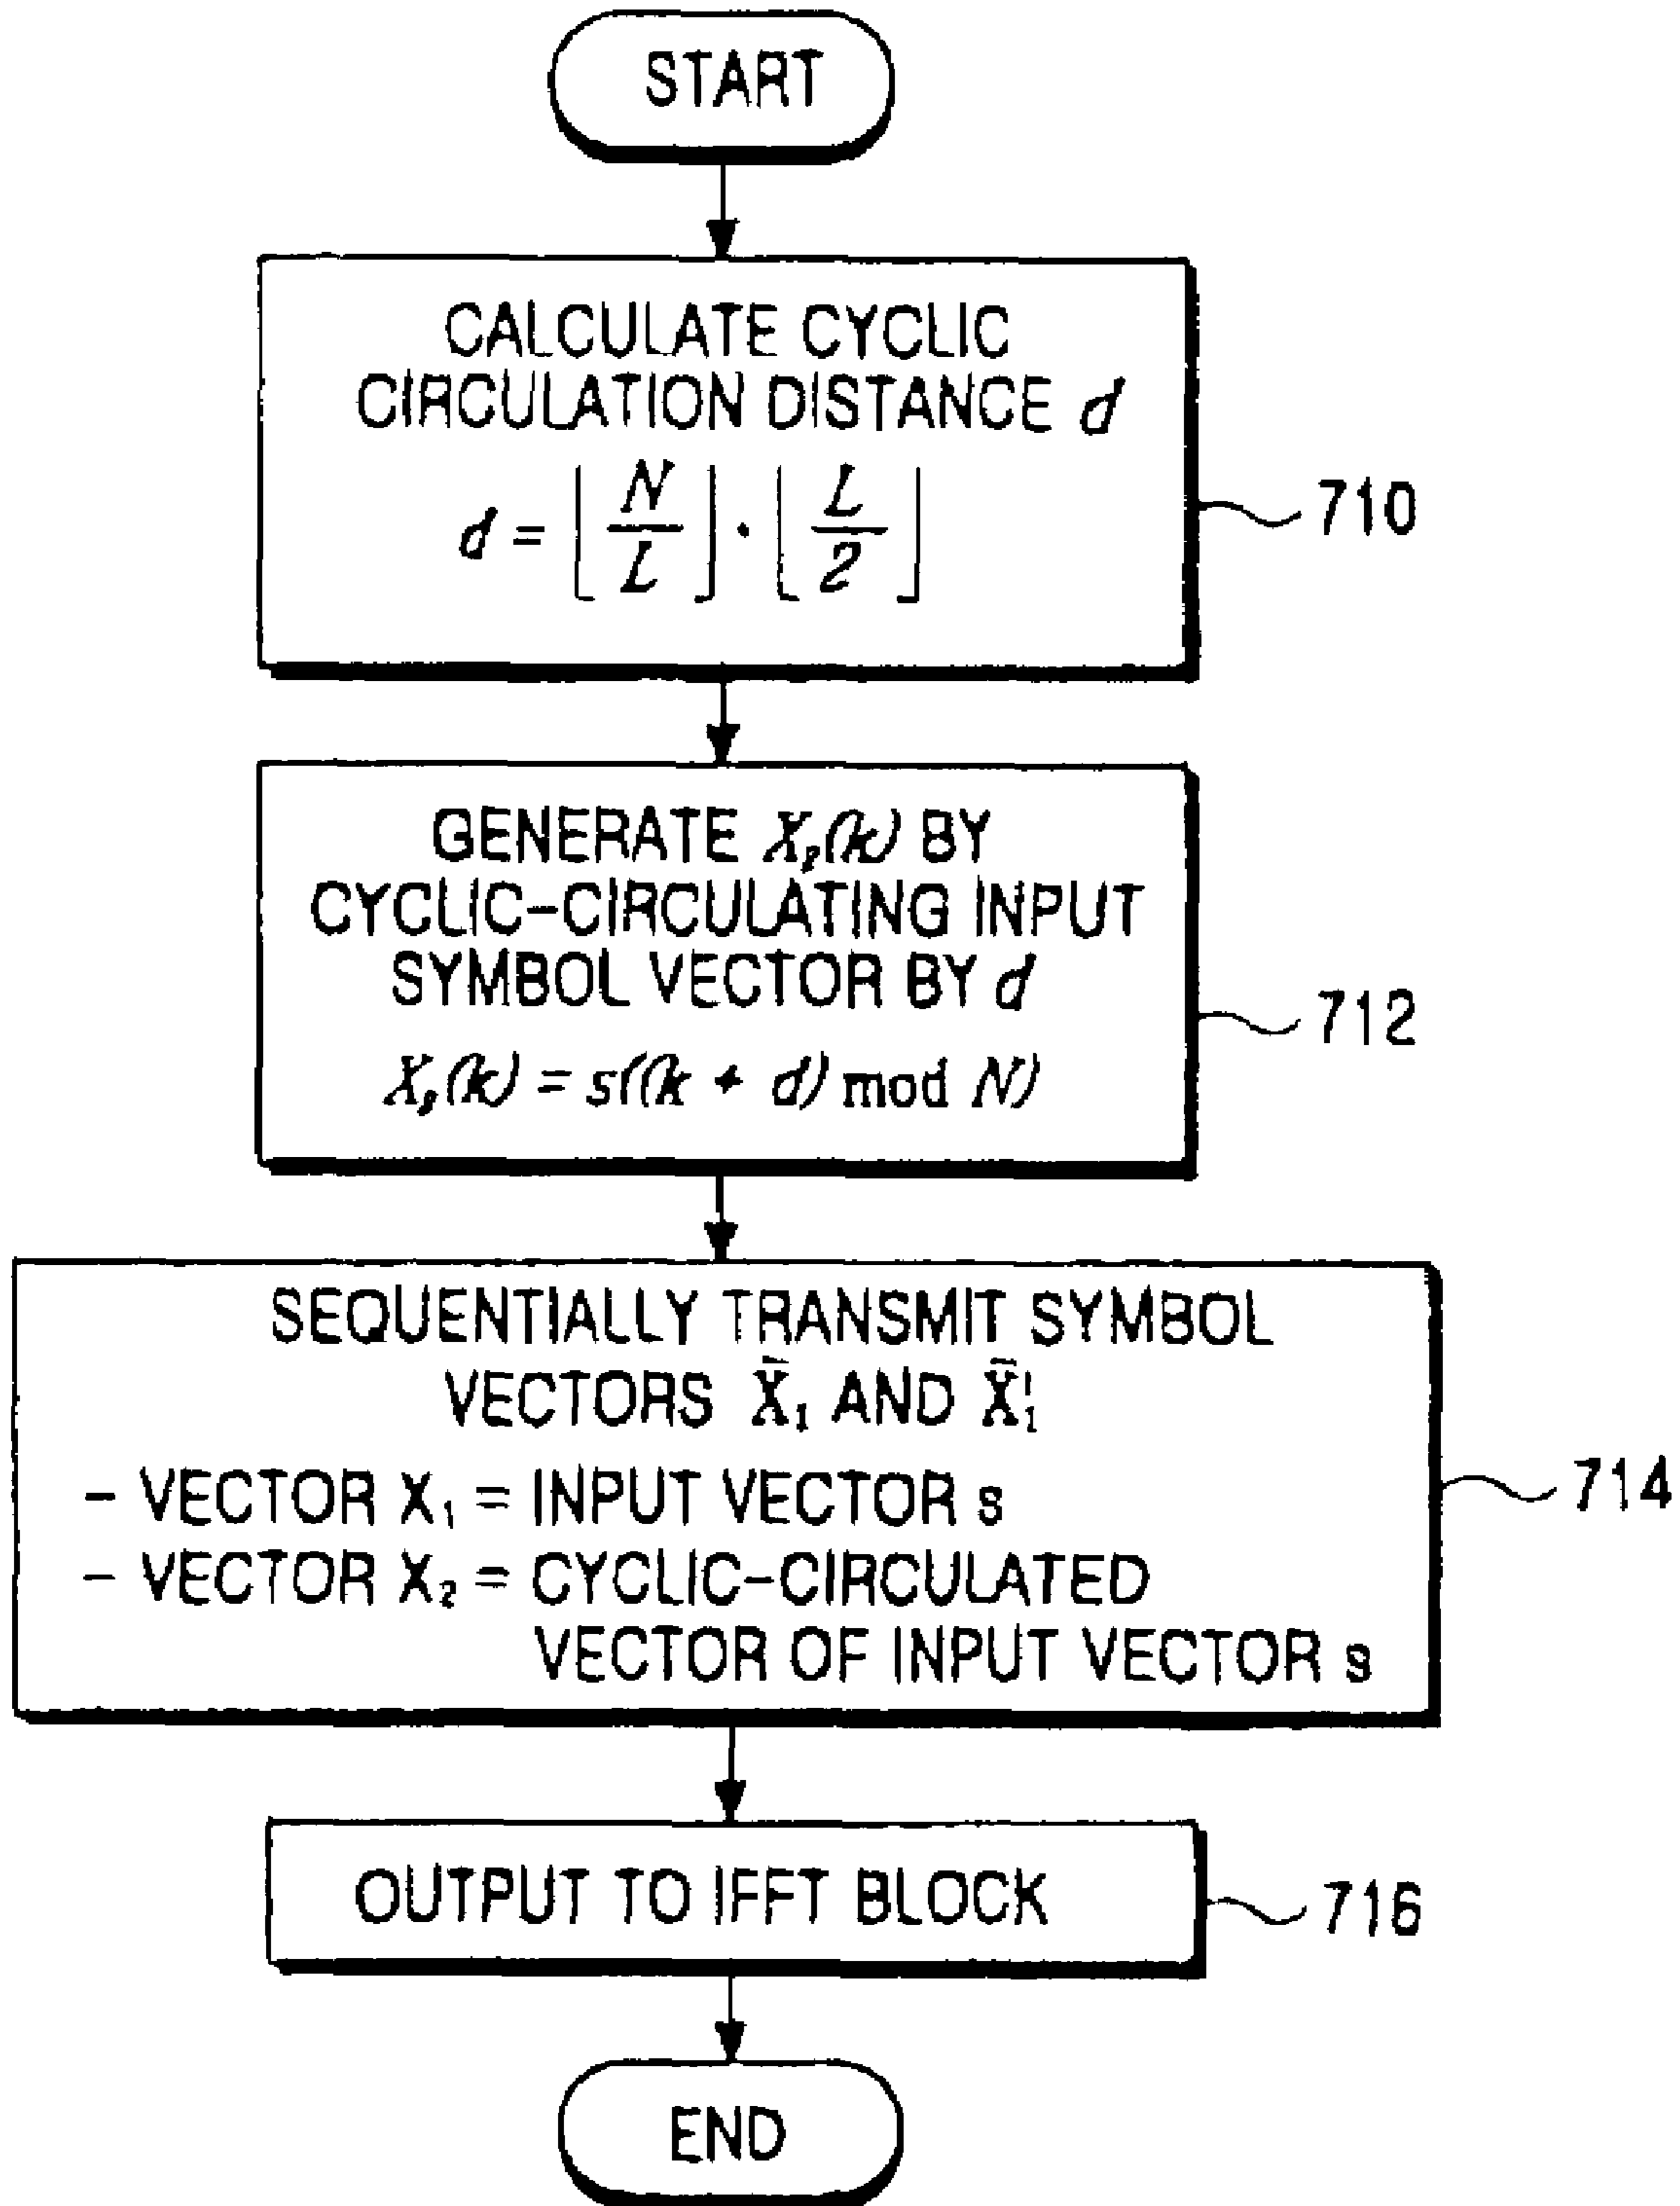 START
CALCULATE CYCLIC
CIRCULATION DISTANCE d
d = ⌊N/L⌋ · ⌊L/2⌋
710
GENERATE X₂(k) BY
CYCLIC-CIRCULATING INPUT
SYMBOL VECTOR BY d
X₂(k) = s((k + d) mod N)
712
SEQUENTIALLY TRANSMIT SYMBOL
VECTORS X̄₁ AND X̄'₁
- VECTOR X₁ = INPUT VECTOR s
- VECTOR X₂ = CYCLIC-CIRCULATED
VECTOR OF INPUT VECTOR s
714
OUTPUT TO IFFT BLOCK
716
END